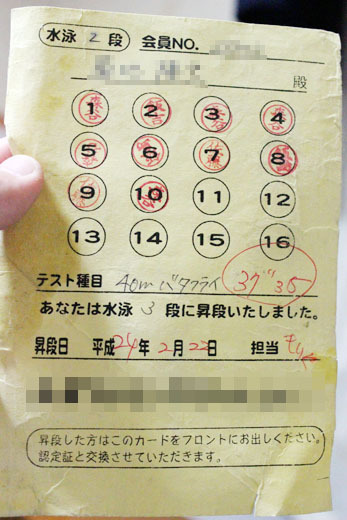 水泳 2 段 会員NO.
殿
1 2 3 4
5 6 7 8
9 10 11 12
13 14 15 16
テスト種目 40m バタフライ 37"35
あなたは水泳 3 段に昇段いたしました。
昇段日 平成24年2月22日 担当
昇段した方はこのカードをフロントにお出しください。
認定証と交換させていただきます。